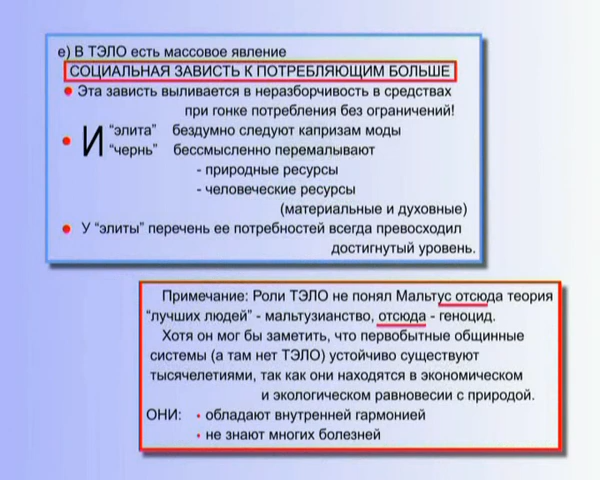 е) В ТЭЛО есть массовое явление
СОЦИАЛЬНАЯ ЗАВИСТЬ К ПОТРЕБЛЯЮЩИМ БОЛЬШЕ
• Эта зависть выливается в неразборчивость в средствах
при гонке потребления без ограничений!
• И "элита" бездумно следуют капризам моды
"чернь" бессмысленно перемалывают
- природные ресурсы
- человеческие ресурсы
(материальные и духовные)
• У "элиты" перечень ее потребностей всегда превосходил
достигнутый уровень.
Примечание: Роли ТЭЛО не понял Мальтус отсюда теория
"лучших людей" - мальтузианство, отсюда - геноцид.
Хотя он мог бы заметить, что первобытные общинные
системы (а там нет ТЭЛО) устойчиво существуют
тысячелетиями, так как они находятся в экономическом
и экологическом равновесии с природой.
ОНИ: • обладают внутренней гармонией
• не знают многих болезней